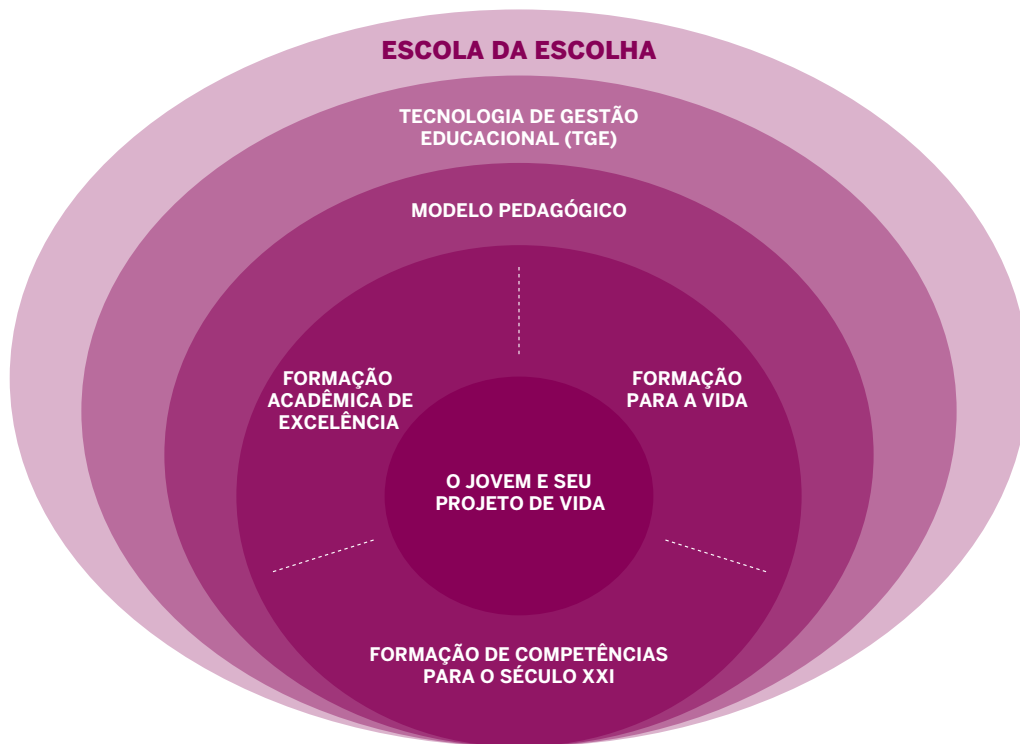 ESCOLA DA ESCOLHA
TECNOLOGIA DE GESTÃO
EDUCACIONAL (TGE)
MODELO PEDAGÓGICO
FORMAÇÃO
ACADÊMICA DE
EXCELÊNCIA
FORMAÇÃO
PARA A VIDA
O JOVEM E SEU
PROJETO DE VIDA
FORMAÇÃO DE COMPETÊNCIAS
PARA O SÉCULO XXI